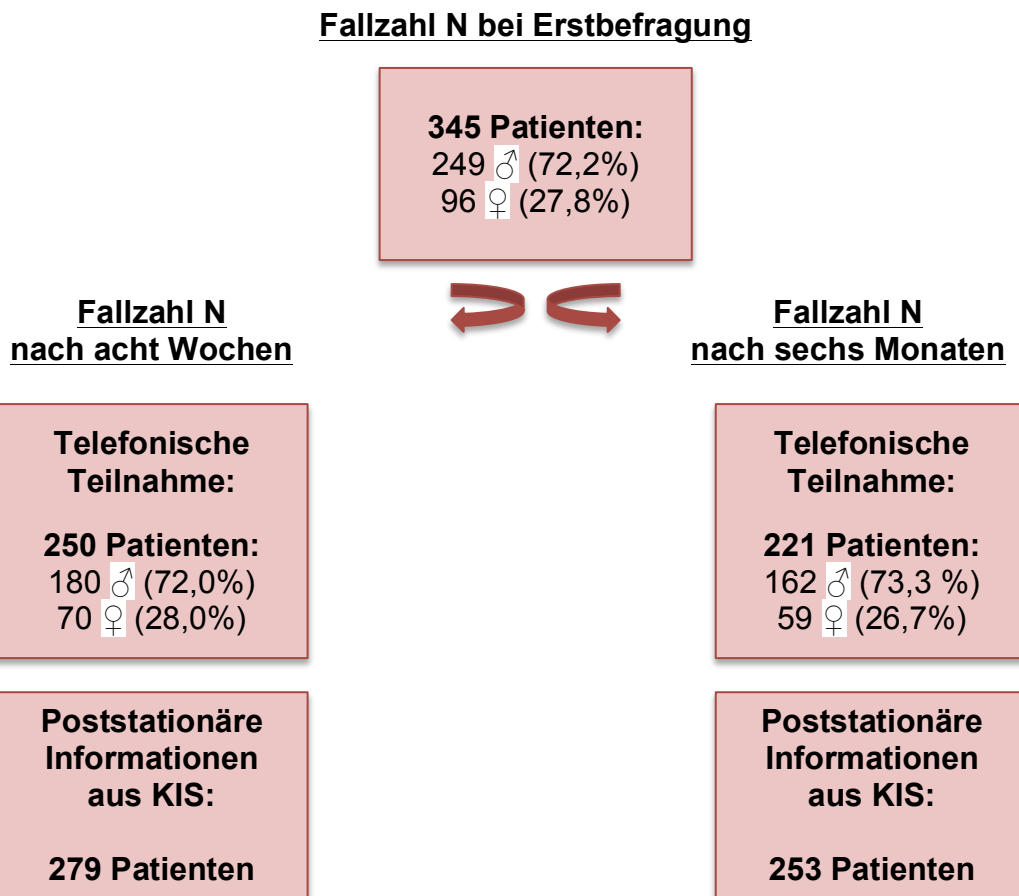 Fallzahl N bei Erstbefragung
345 Patienten:
249 ♂ (72,2%)
96 ♀ (27,8%)
Fallzahl N
nach acht Wochen
Telefonische
Teilnahme:
250 Patienten:
180 ♂ (72,0%)
70 ♀ (28,0%)
Poststationäre
Informationen
aus KIS:
279 Patienten
Fallzahl N
nach sechs Monaten
Telefonische
Teilnahme:
221 Patienten:
162 ♂ (73,3 %)
59 ♀ (26,7%)
Poststationäre
Informationen
aus KIS:
253 Patienten